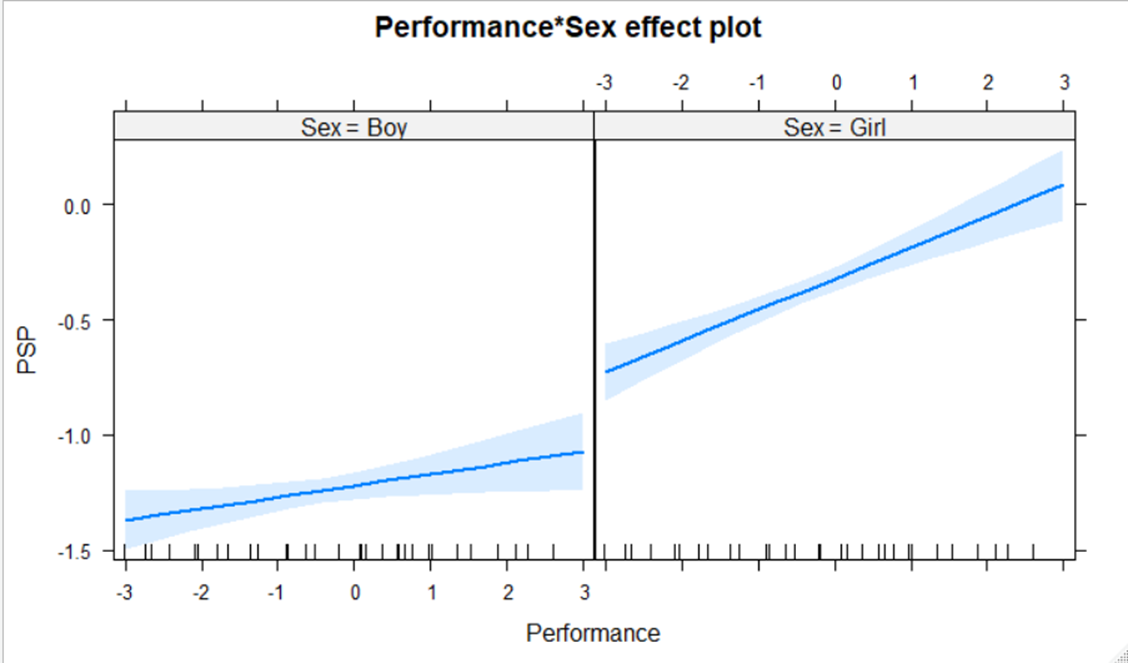 Performance*Sex effect plot
-3 -2 -1 0 1 2 3
Sex = Boy Sex = Girl
0.0
-0.5
-1.0
-1.5
PSP
-3 -2 -1 0 1 2 3
Performance